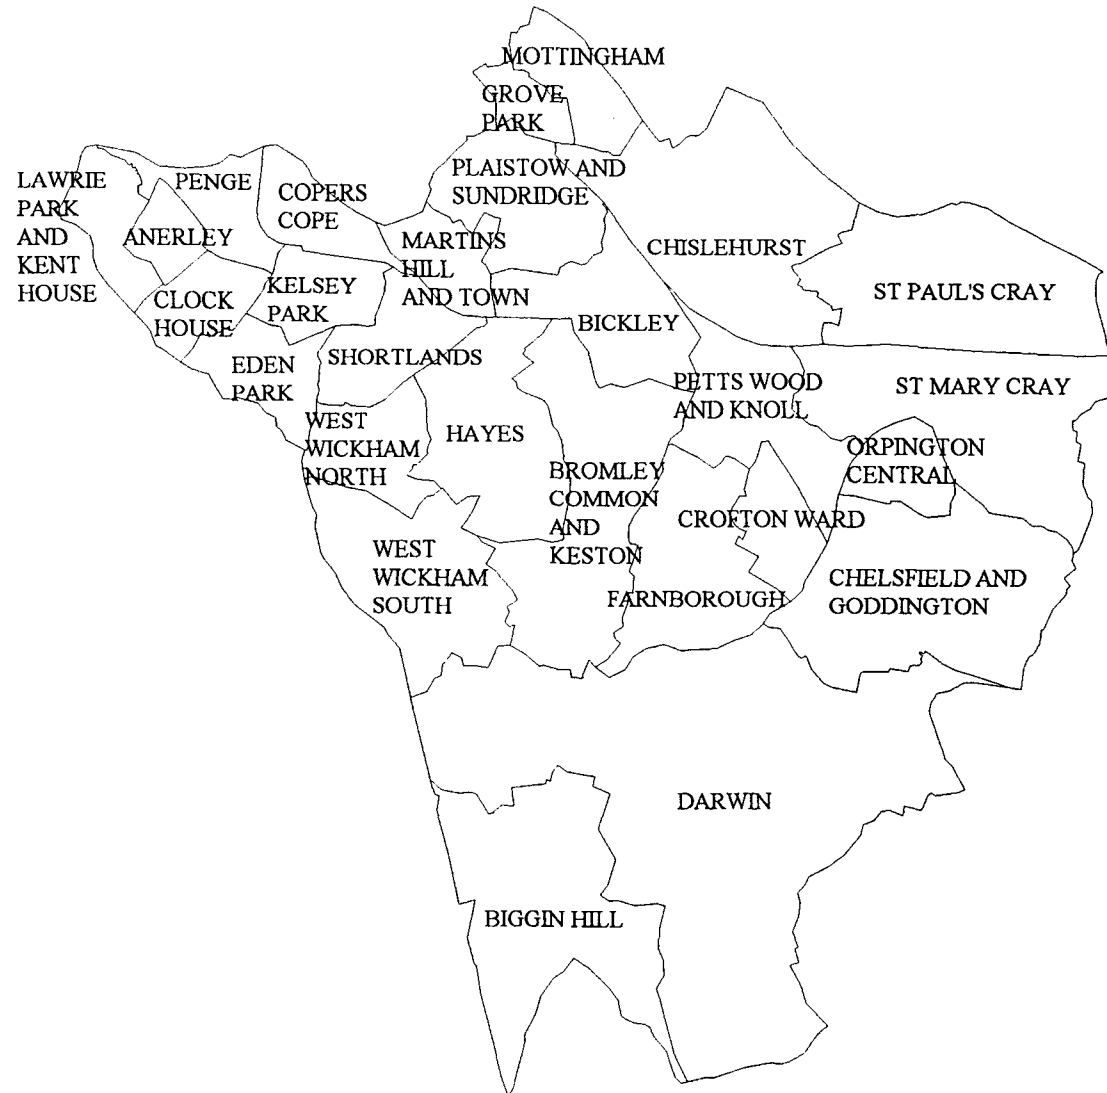 MOTTINGHAM
GROVE
PARK
PLAISTOW AND
SUNDRIDGE
LAWRIE
PARK
AND
KENT
HOUSE
PENGE
COPERS
COPE
ANERLEY
MARTINS
HILL
AND TOWN
CHISLEHURST
ST PAUL'S CRAY
CLOCK
HOUSE
KELSEY
PARK
BICKLEY
EDEN
PARK
SHORTLANDS
PETTS WOOD
AND KNOLL
ST MARY CRAY
WEST
WICKHAM
NORTH
HAYES
BROMLEY
COMMON
AND
KESTON
ORPINGTON
CENTRAL
CROFTON WARD
WEST
WICKHAM
SOUTH
FARNBOROUGH
CHELSFIELD AND
GODDINGTON
DARWIN
BIGGIN HILL